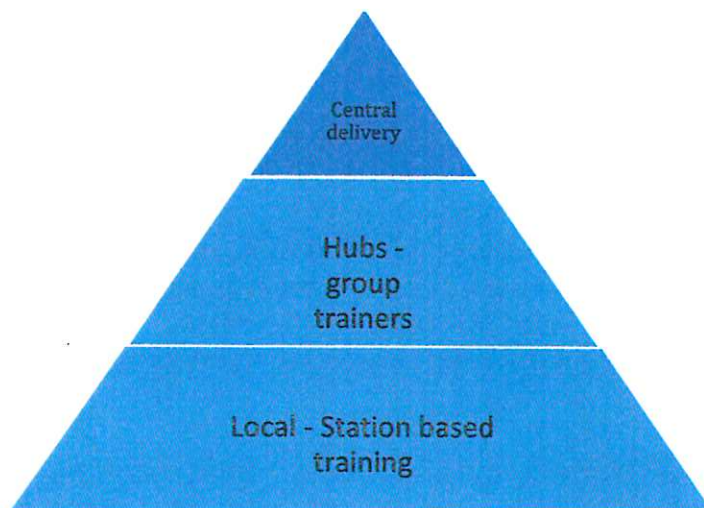 Central
delivery
Hubs -
group
trainers
Local - Station based
training